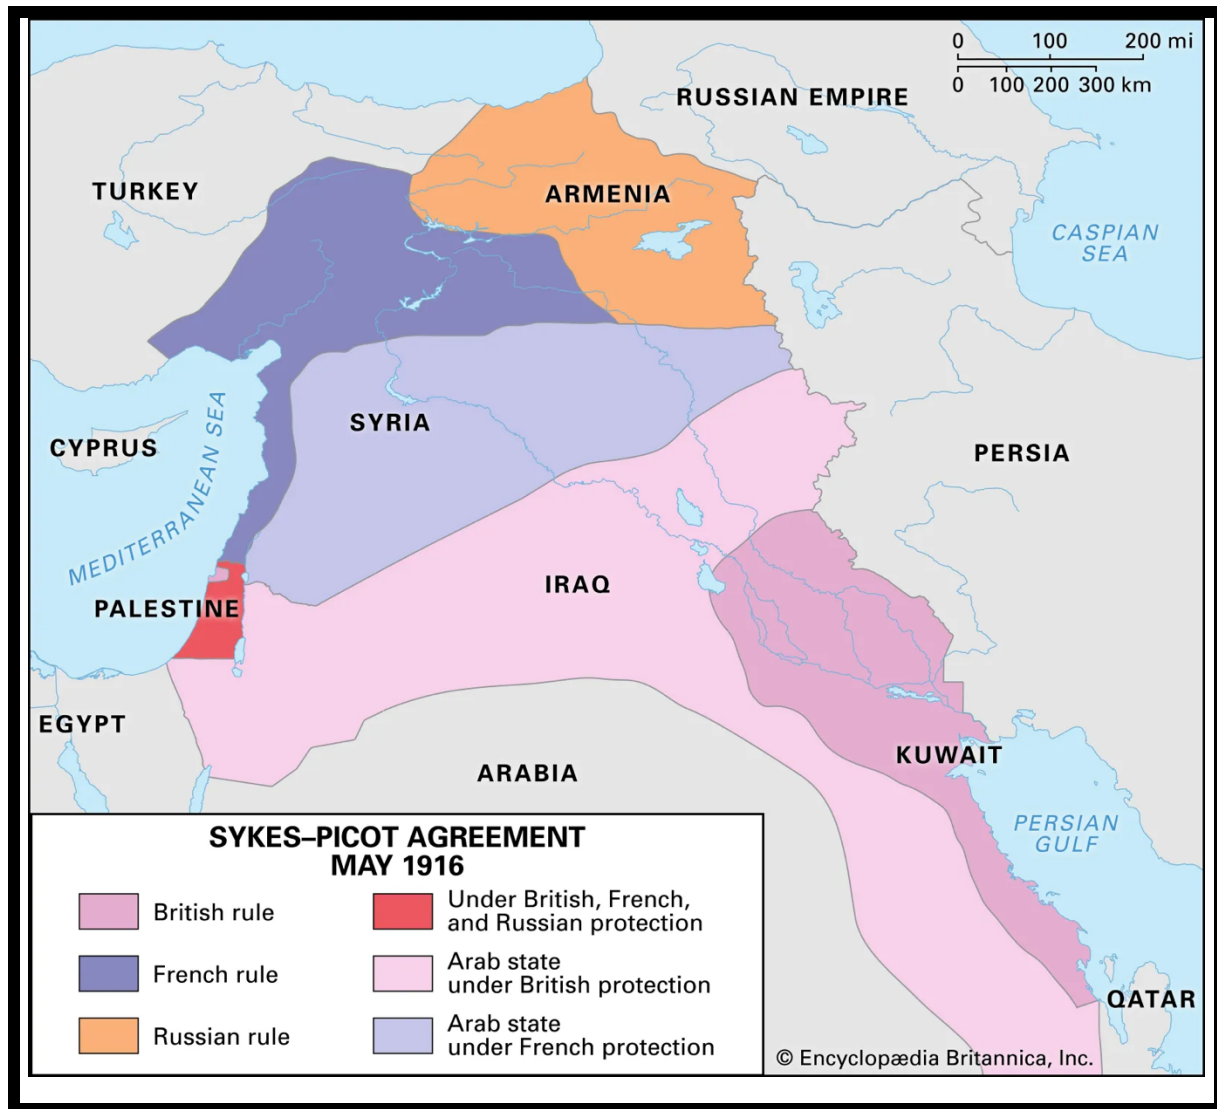 0 100 200 mi
0 100 200 300 km
RUSSIAN EMPIRE
TURKEY
ARMENIA
CASPIAN
SEA
SYRIA
CYPRUS
PERSIA
MEDITERRANEAN SEA
IRAQ
PALESTINE
EGYPT
KUWAIT
ARABIA
PERSIAN
GULF
QATAR
SYKES–PICOT AGREEMENT
MAY 1916
British rule
French rule
Russian rule
Under British, French,
and Russian protection
Arab state
under British protection
Arab state
under French protection
© Encyclopædia Britannica, Inc.